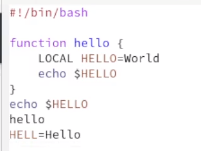 #!/bin/bash
function hello {
LOCAL HELLO=World
echo $HELLO
}
echo $HELLO
hello
HELL=Hello